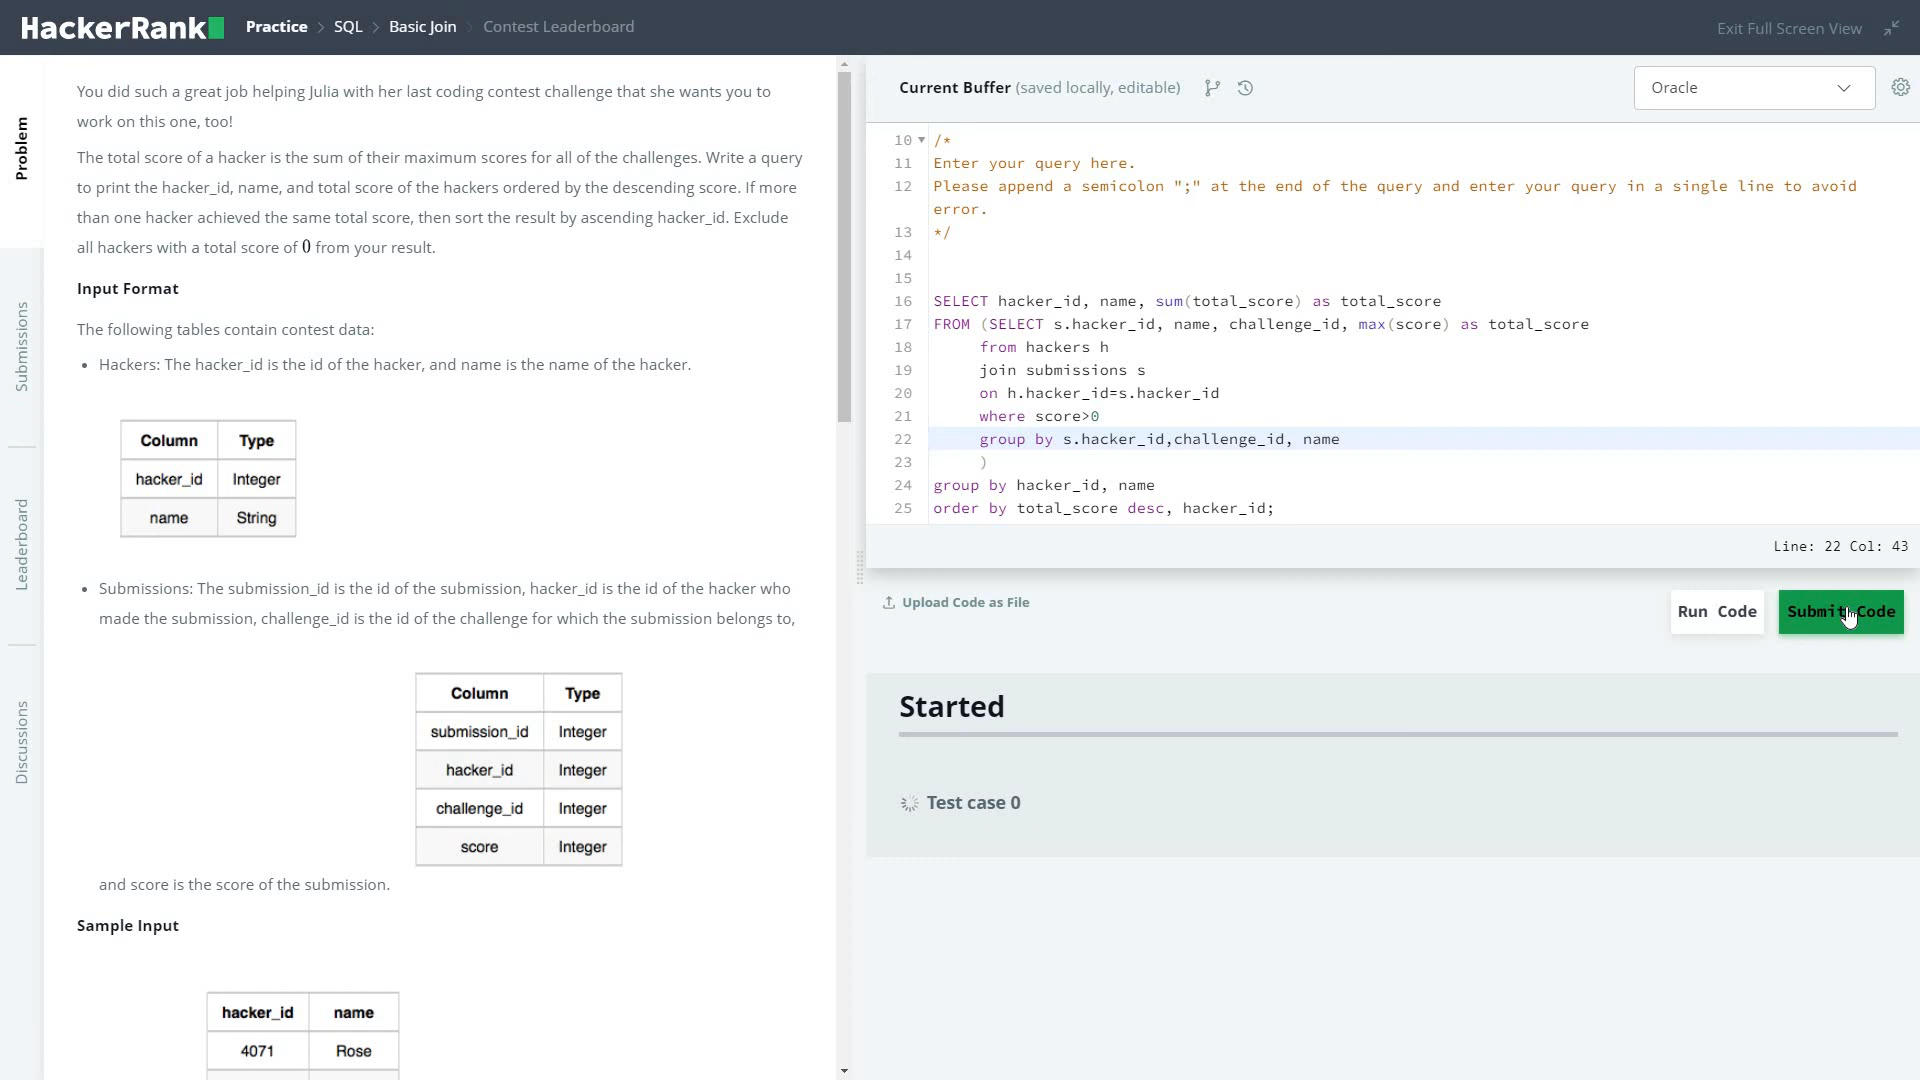 HackerRank
Practice > SQL > Basic Join > Contest Leaderboard
Exit Full Screen View
Problem
Submissions
Leaderboard
Discussions
You did such a great job helping Julia with her last coding contest challenge that she wants you to
work on this one, too!
The total score of a hacker is the sum of their maximum scores for all of the challenges. Write a query
to print the hacker_id, name, and total score of the hackers ordered by the descending score. If more
than one hacker achieved the same total score, then sort the result by ascending hacker_id. Exclude
all hackers with a total score of 0 from your result.
Input Format
The following tables contain contest data:
• Hackers: The hacker_id is the id of the hacker, and name is the name of the hacker.
Column Type
hacker_id Integer
name String
• Submissions: The submission_id is the id of the submission, hacker_id is the id of the hacker who
made the submission, challenge_id is the id of the challenge for which the submission belongs to,
Column Type
submission_id Integer
hacker_id Integer
challenge_id Integer
score Integer
and score is the score of the submission.
Sample Input
hacker_id name
4071 Rose
Current Buffer (saved locally, editable)
Oracle
10 /*
11 Enter your query here.
12 Please append a semicolon ";" at the end of the query and enter your query in a single line to avoid
error.
13 */
14
15
16 SELECT hacker_id, name, sum(total_score) as total_score
17 FROM (SELECT s.hacker_id, name, challenge_id, max(score) as total_score
18 from hackers h
19 join submissions s
20 on h.hacker_id=s.hacker_id
21 where score>0
22 group by s.hacker_id,challenge_id, name
23 )
24 group by hacker_id, name
25 order by total_score desc, hacker_id;
Line: 22 Col: 43
Upload Code as File
Run Code
Submit Code
Started
Test case 0